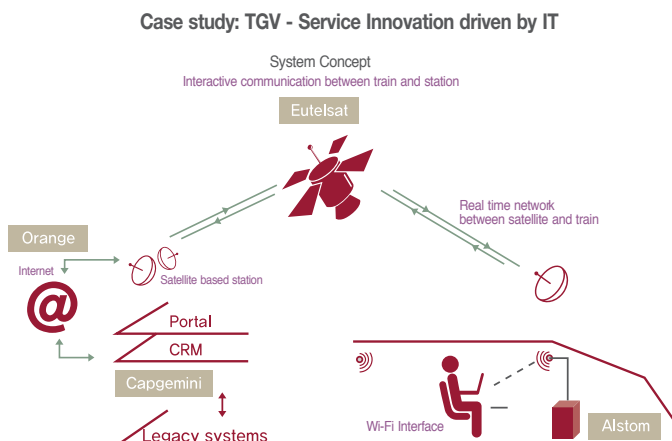 Case study: TGV - Service Innovation driven by IT
System Concept
Interactive communication between train and station
Eutelsat
Real time network
between satellite and train
Orange
Internet
@
Satellite based station
Portal
CRM
Capgemini
Legacy systems
Wi-Fi Interface
Alstom